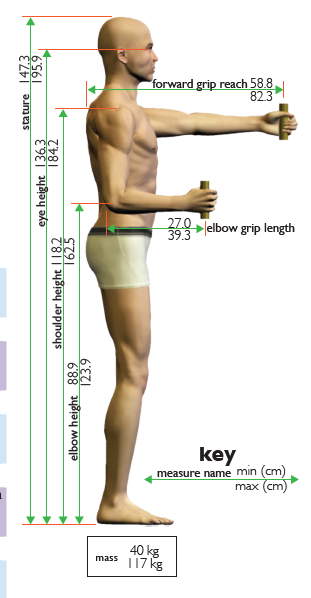 stature 147.3
195.9
eye height 136.3
184.2
shoulder height 118.2
162.5
elbow height 88.9
123.9
forward grip reach 58.8
82.3
27.0
39.3 elbow grip length
key
measure name min (cm)
max (cm)
mass 40 kg
117 kg